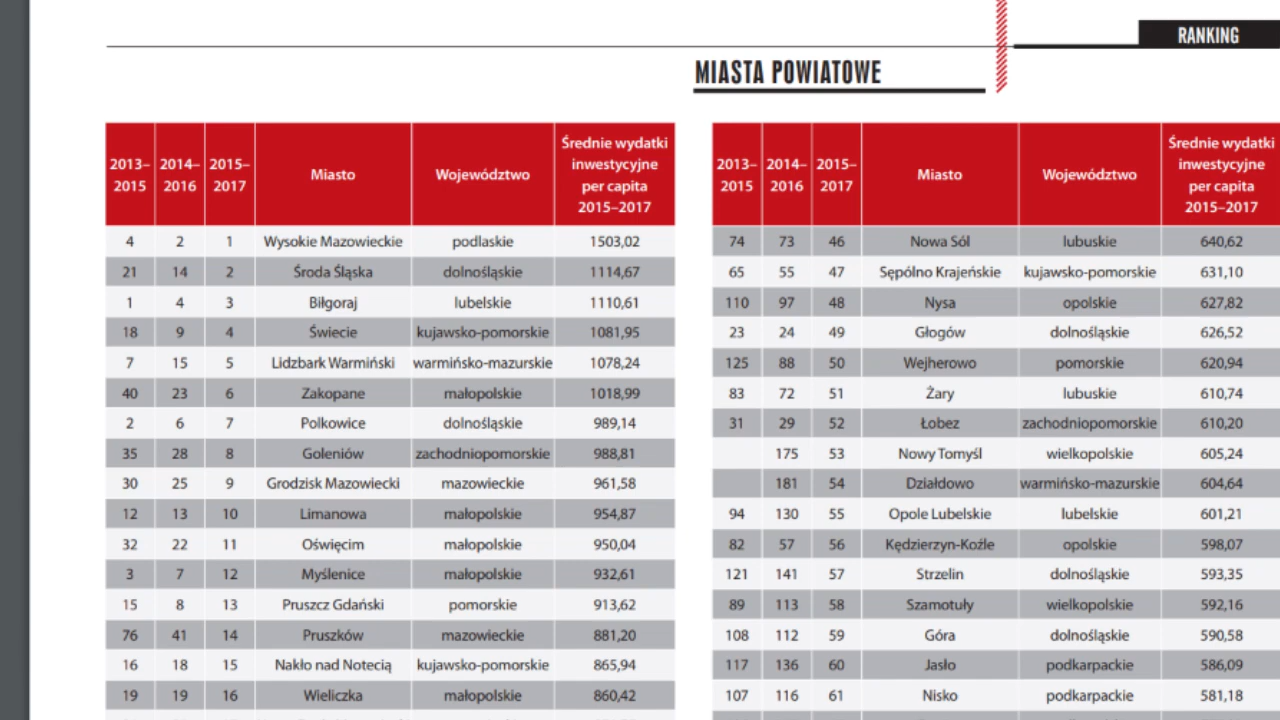 RANKING
MIASTA POWIATOWE
2013–2015 2014–2016 2015–2017 Miasto Województwo Średnie wydatki inwestycyjne per capita 2015–2017
4 2 1 Wysokie Mazowieckie podlaskie 1503,02
21 14 2 Środa Śląska dolnośląskie 1114,67
1 4 3 Biłgoraj lubelskie 1110,61
18 9 4 Świecie kujawsko-pomorskie 1081,95
7 15 5 Lidzbark Warmiński warmińsko-mazurskie 1078,24
40 23 6 Zakopane małopolskie 1018,99
2 6 7 Polkowice dolnośląskie 989,14
35 28 8 Goleniów zachodniopomorskie 988,81
30 25 9 Grodzisk Mazowiecki mazowieckie 961,58
12 13 10 Limanowa małopolskie 954,87
32 22 11 Oświęcim małopolskie 950,04
3 7 12 Myślenice małopolskie 932,61
15 8 13 Pruszcz Gdański pomorskie 913,62
76 41 14 Pruszków mazowieckie 881,20
16 18 15 Nakło nad Notecią kujawsko-pomorskie 865,94
19 19 16 Wieliczka małopolskie 860,42
2013–2015 2014–2016 2015–2017 Miasto Województwo Średnie wydatki inwestycyjne per capita 2015–2017
74 73 46 Nowa Sól lubuskie 640,62
65 55 47 Sępólno Krajeńskie kujawsko-pomorskie 631,10
110 97 48 Nysa opolskie 627,82
23 24 49 Głogów dolnośląskie 626,52
125 88 50 Wejherowo pomorskie 620,94
83 72 51 Żary lubuskie 610,74
31 29 52 Łobez zachodniopomorskie 610,20
175 53 Nowy Tomyśl wielkopolskie 605,24
181 54 Działdowo warmińsko-mazurskie 604,64
94 130 55 Opole Lubelskie lubelskie 601,21
82 57 56 Kędzierzyn-Koźle opolskie 598,07
121 141 57 Strzelin dolnośląskie 593,35
89 113 58 Szamotuły wielkopolskie 592,16
108 112 59 Góra dolnośląskie 590,58
117 136 60 Jasło podkarpackie 586,09
107 116 61 Nisko podkarpackie 581,18